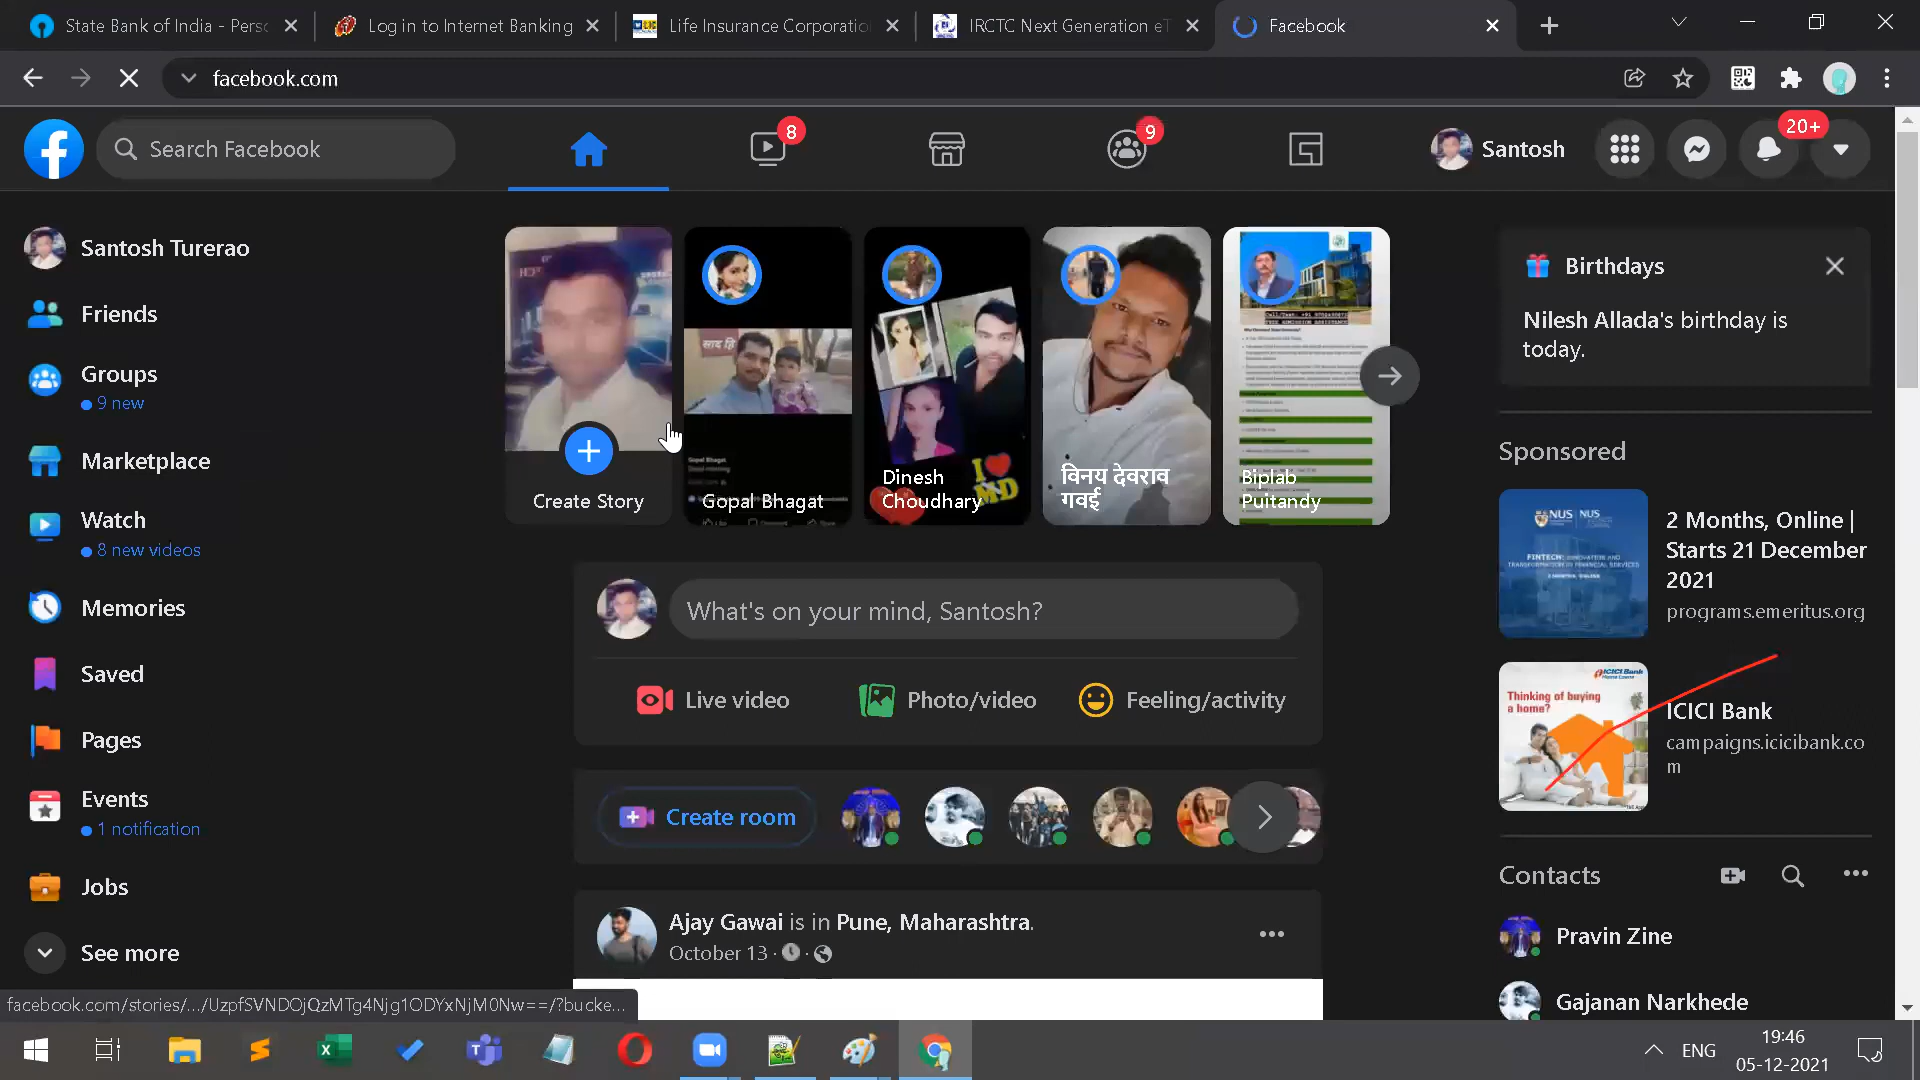 State Bank of India - Pers
Log in to Internet Banking
Life Insurance Corporatio
IRCTC Next Generation eT
Facebook
facebook.com
Search Facebook
8
9
Santosh
20+
Santosh Turerao
Friends
Groups
9 new
Marketplace
Watch
8 new videos
Memories
Saved
Pages
Events
1 notification
Jobs
See more
Create Story
साद हि
Gopal Bhagat
Dinesh
Choudhary
विनय देवराव
गवई
Biplab
Puitandy
Birthdays
Nilesh Allada's birthday is
today.
Sponsored
NUS NUS
2 Months, Online |
Starts 21 December
2021
programs.emeritus.org
ICICI Bank
Thinking of buying
a home?
ICICI Bank
campaigns.icicibank.co
m
What's on your mind, Santosh?
Live video
Photo/video
Feeling/activity
Create room
Contacts
Ajay Gawai is in Pune, Maharashtra.
October 13
Pravin Zine
Gajanan Narkhede
facebook.com/stories/.../UzpfSVNDOjQzMTg4Njg1ODYxNjM0Nw==/?bucke...
ENG
19:46
05-12-2021